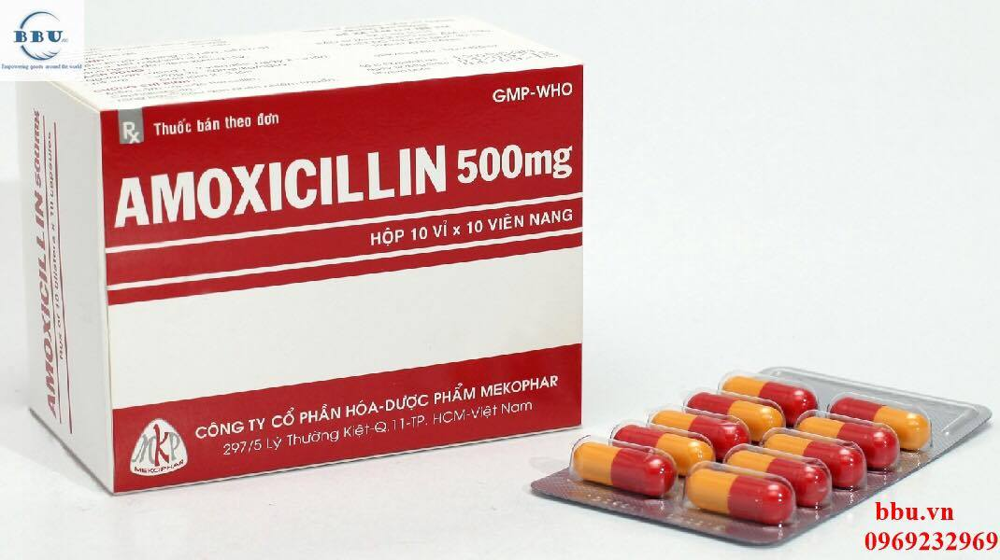 BBU
Empowering goods around the world
GMP-WHO
Rx Thuốc bán theo đơn
AMOXICILLIN 500mg
HỘP 10 VỈ x 10 VIÊN NANG
CÔNG TY CỔ PHẦN HÓA-DƯỢC PHẨM MEKOPHAR
297/5 Lý Thường Kiệt-Q.11-TP. HCM-Việt Nam
MKP
MEKOPHAR
AMOXICILLIN 500mg
Box of 10 blisters x 10 capsules
bbu.vn
0969232969